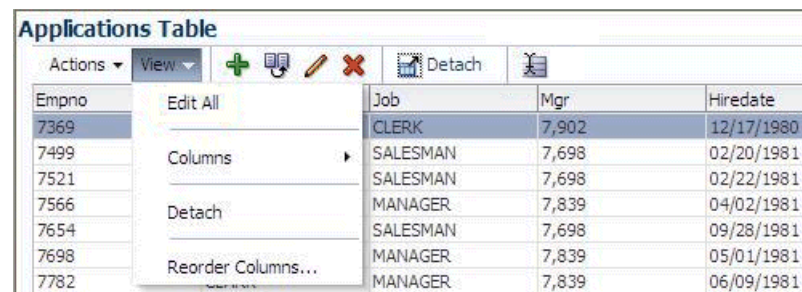 Applications Table
Actions View Detach
Empno Job Mgr Hiredate
Edit All
7369 CLERK 7,902 12/17/1980
7499 SALESMAN 7,698 02/20/1981
Columns
7521 SALESMAN 7,698 02/22/1981
7566 MANAGER 7,839 04/02/1981
Detach
7654 SALESMAN 7,698 09/28/1981
7698 MANAGER 7,839 05/01/1981
Reorder Columns...
7782 CLARK MANAGER 7,839 06/09/1981